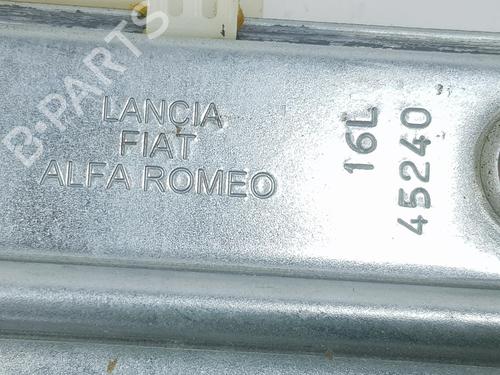 B-PARTS
LANCIA
FIAT
ALFA ROMEO
16L
45240